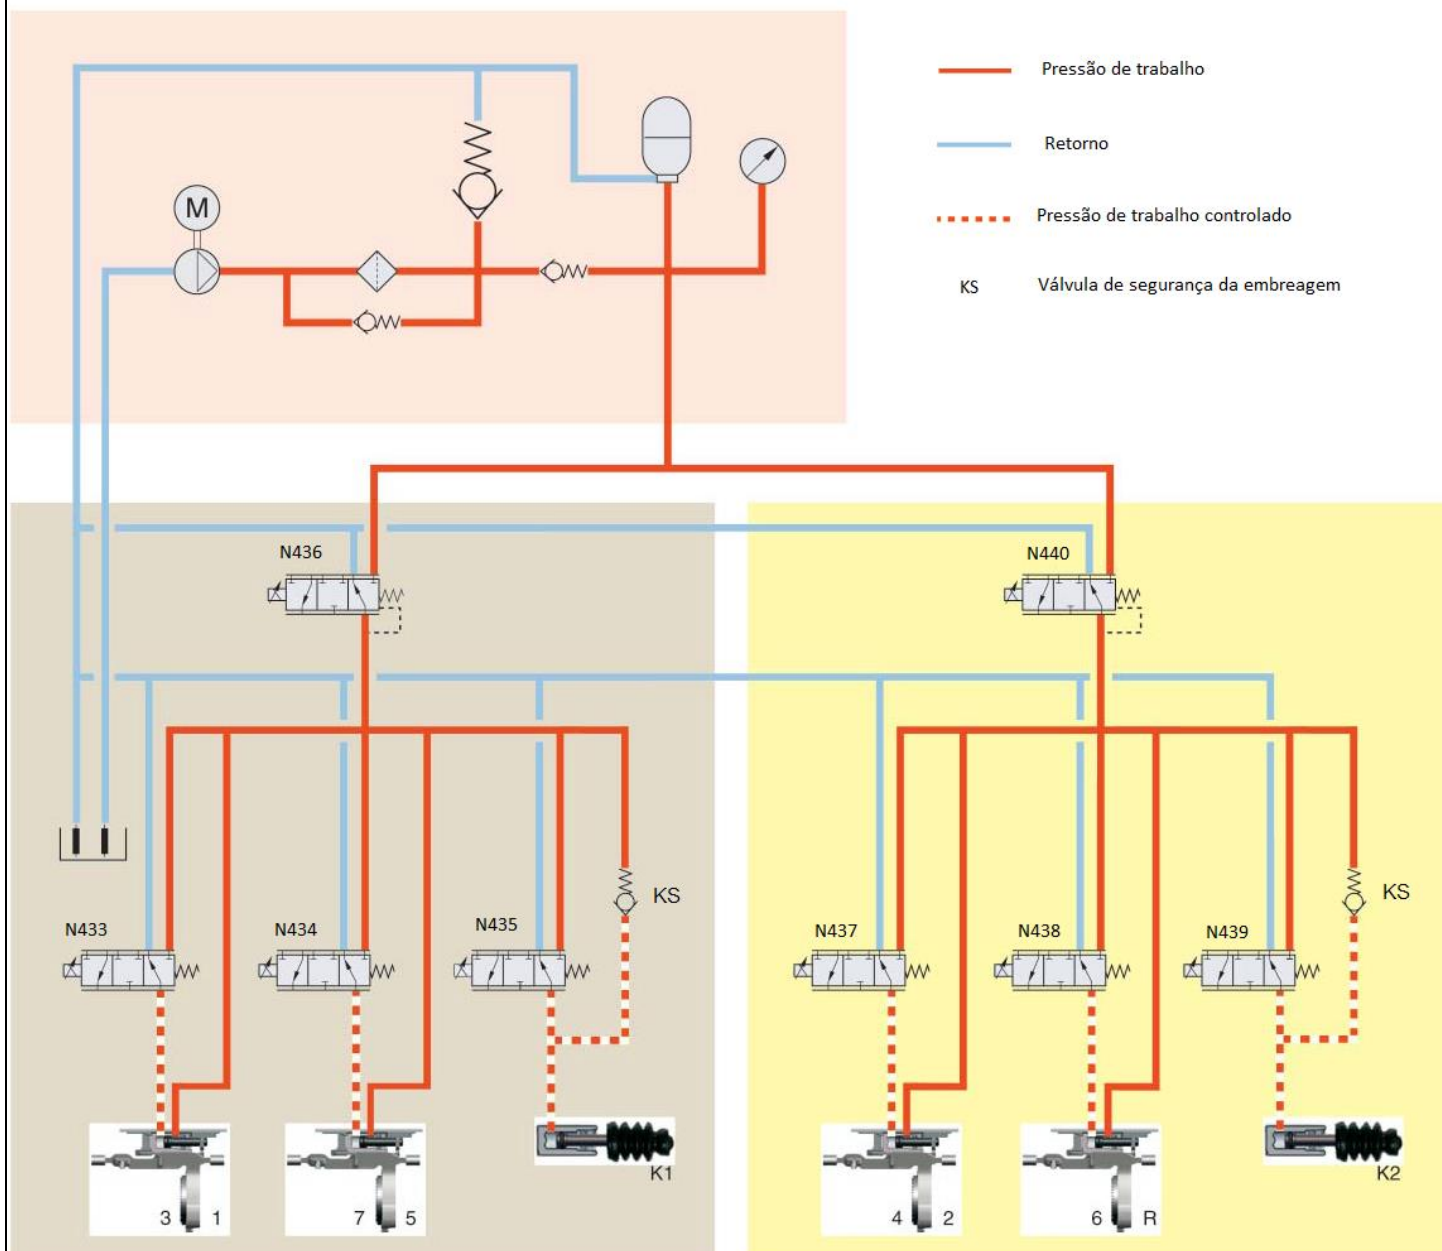 Pressão de trabalho
Retorno
M
Pressão de trabalho controlado
KS Válvula de segurança da embreagem
N436
N440
KS
KS
N433
N434
N435
N437
N438
N439
K1
K2
3 1
7 5
4 2
6 R